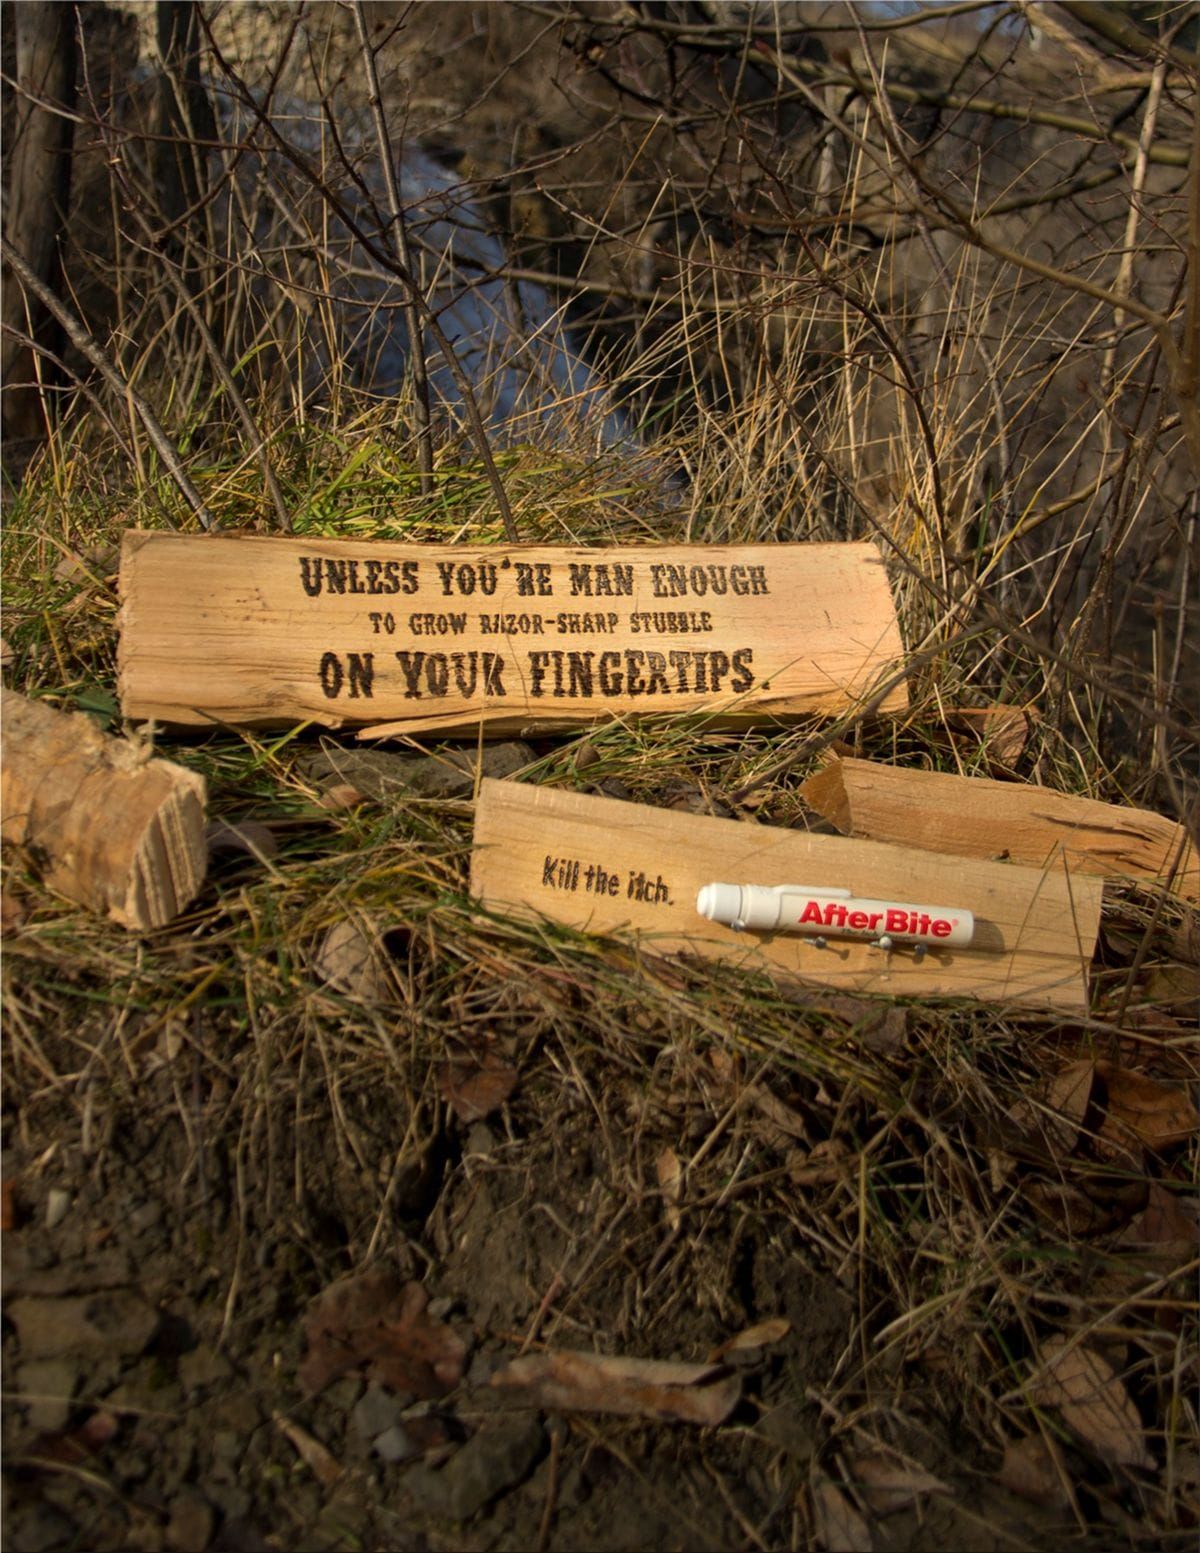 UNLESS YOU'RE MAN ENOUGH
TO GROW RAZOR-SHARP STUBBLE
ON YOUR FINGERTIPS.
Kill the itch.
AfterBite®